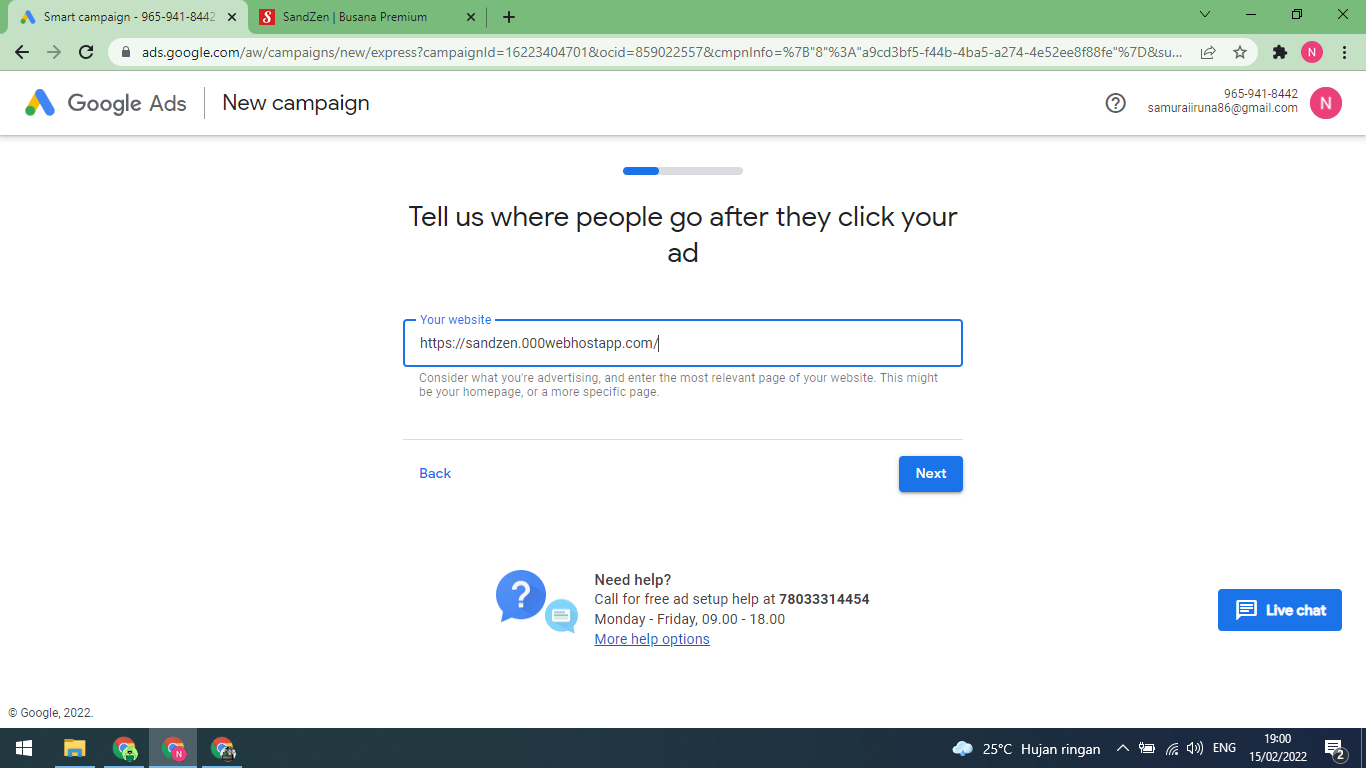 Smart campaign - 965-941-8442
SandZen | Busana Premium
ads.google.com/aw/campaigns/new/express?campaignId=16223404701&ocid=859022557&cmpnInfo=%7B"8"%3A"a9cd3bf5-f44b-4ba5-a274-4e52ee8f88fe"%7D&su...
N
Google Ads
New campaign
965-941-8442
samuraiiruna86@gmail.com
N
Tell us where people go after they click your
ad
Your website
https://sandzen.000webhostapp.com/
Consider what you're advertising, and enter the most relevant page of your website. This might
be your homepage, or a more specific page.
Back
Next
Need help?
Call for free ad setup help at 78033314454
Monday - Friday, 09.00 - 18.00
More help options
Live chat
© Google, 2022.
25°C Hujan ringan
ENG
19:00
15/02/2022
2